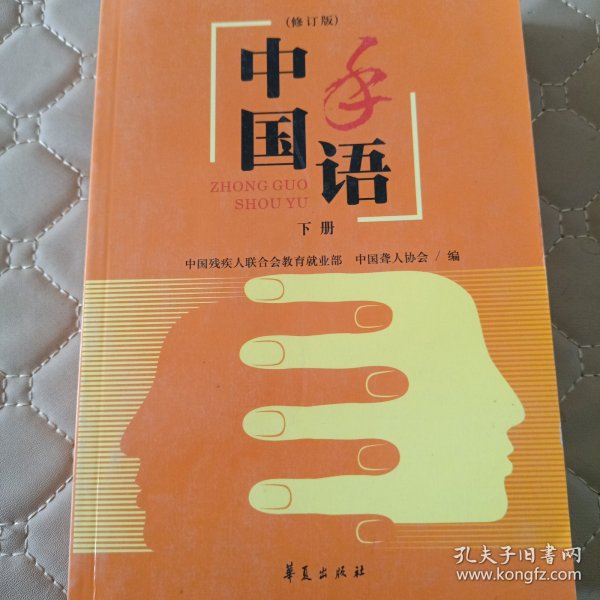 (修订版)
中国手语
ZHONG GUO
SHOU YU
下册
中国残疾人联合会教育就业部 中国聋人协会 / 编
华夏出版社
孔夫子旧书网
www.kongfz.com